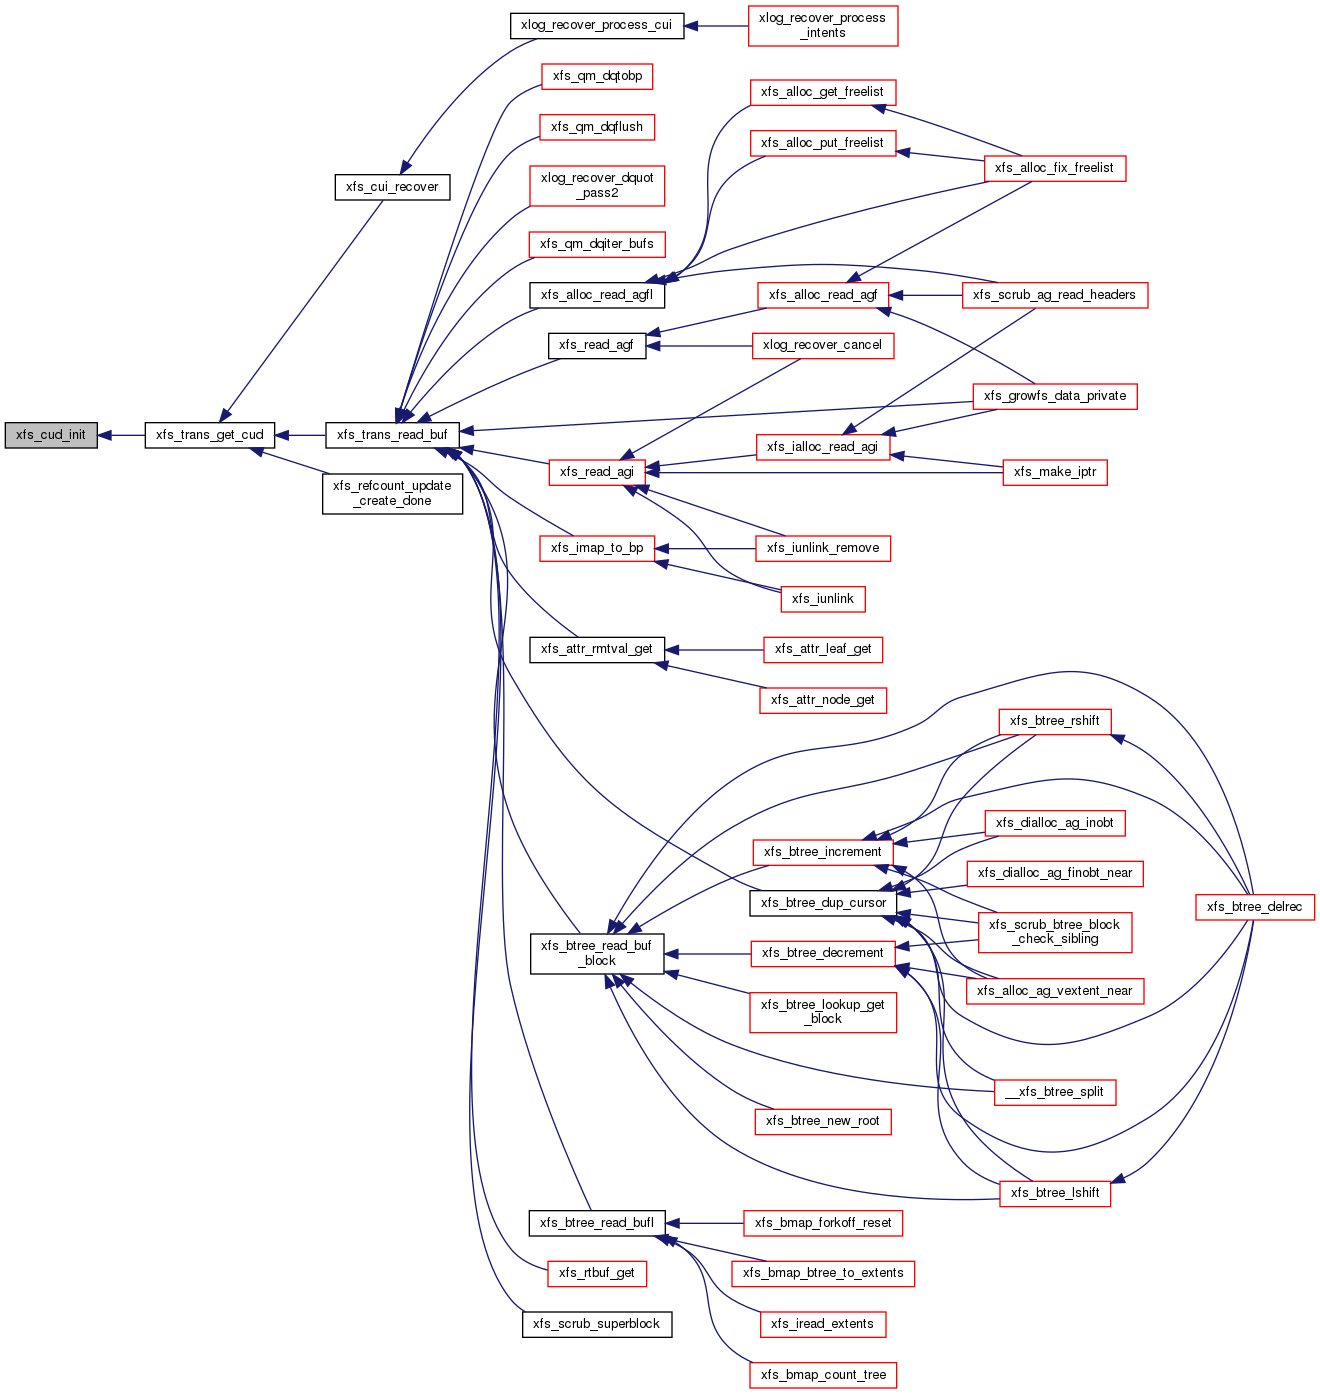 xlog_recover_process_cui
xlog_recover_process
_intents
xfs_qm_dqtobp
xfs_alloc_get_freelist
xfs_qm_dqflush
xfs_alloc_put_freelist
xfs_alloc_fix_freelist
xlog_recover_dquot
_pass2
xfs_cui_recover
xfs_qm_dqiter_bufs
xfs_alloc_read_agfl
xfs_alloc_read_agf
xfs_scrub_ag_read_headers
xfs_read_agf
xlog_recover_cancel
xfs_growfs_data_private
xfs_cud_init
xfs_trans_get_cud
xfs_trans_read_buf
xfs_ialloc_read_agi
xfs_read_agi
xfs_make_iptr
xfs_refcount_update
_create_done
xfs_imap_to_bp
xfs_iunlink_remove
xfs_iunlink
xfs_attr_rmtval_get
xfs_attr_leaf_get
xfs_attr_node_get
xfs_btree_rshift
xfs_dialloc_ag_inobt
xfs_btree_increment
xfs_dialloc_ag_finobt_near
xfs_btree_dup_cursor
xfs_btree_delrec
xfs_scrub_btree_block
_check_sibling
xfs_btree_read_buf
_block
xfs_btree_decrement
xfs_alloc_ag_vextent_near
xfs_btree_lookup_get
_block
__xfs_btree_split
xfs_btree_new_root
xfs_btree_lshift
xfs_btree_read_bufl
xfs_bmap_forkoff_reset
xfs_rtbuf_get
xfs_bmap_btree_to_extents
xfs_scrub_superblock
xfs_iread_extents
xfs_bmap_count_tree